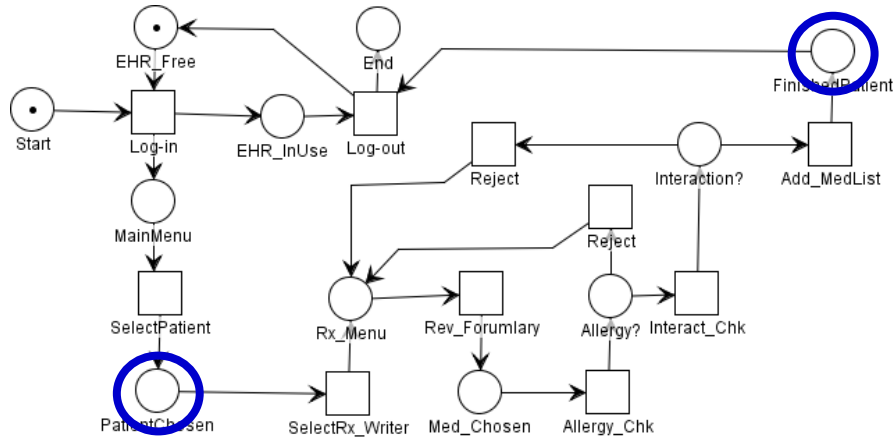 EHR_Free
End
FinishedPatient
Start
Log-in
EHR_InUse
Log-out
Reject
Interaction?
Add_MedList
MainMenu
Reject
SelectPatient
Rx_Menu
Rev_Forumlary
Allergy?
Interact_Chk
PatientChosen
SelectRx_Writer
Med_Chosen
Allergy_Chk